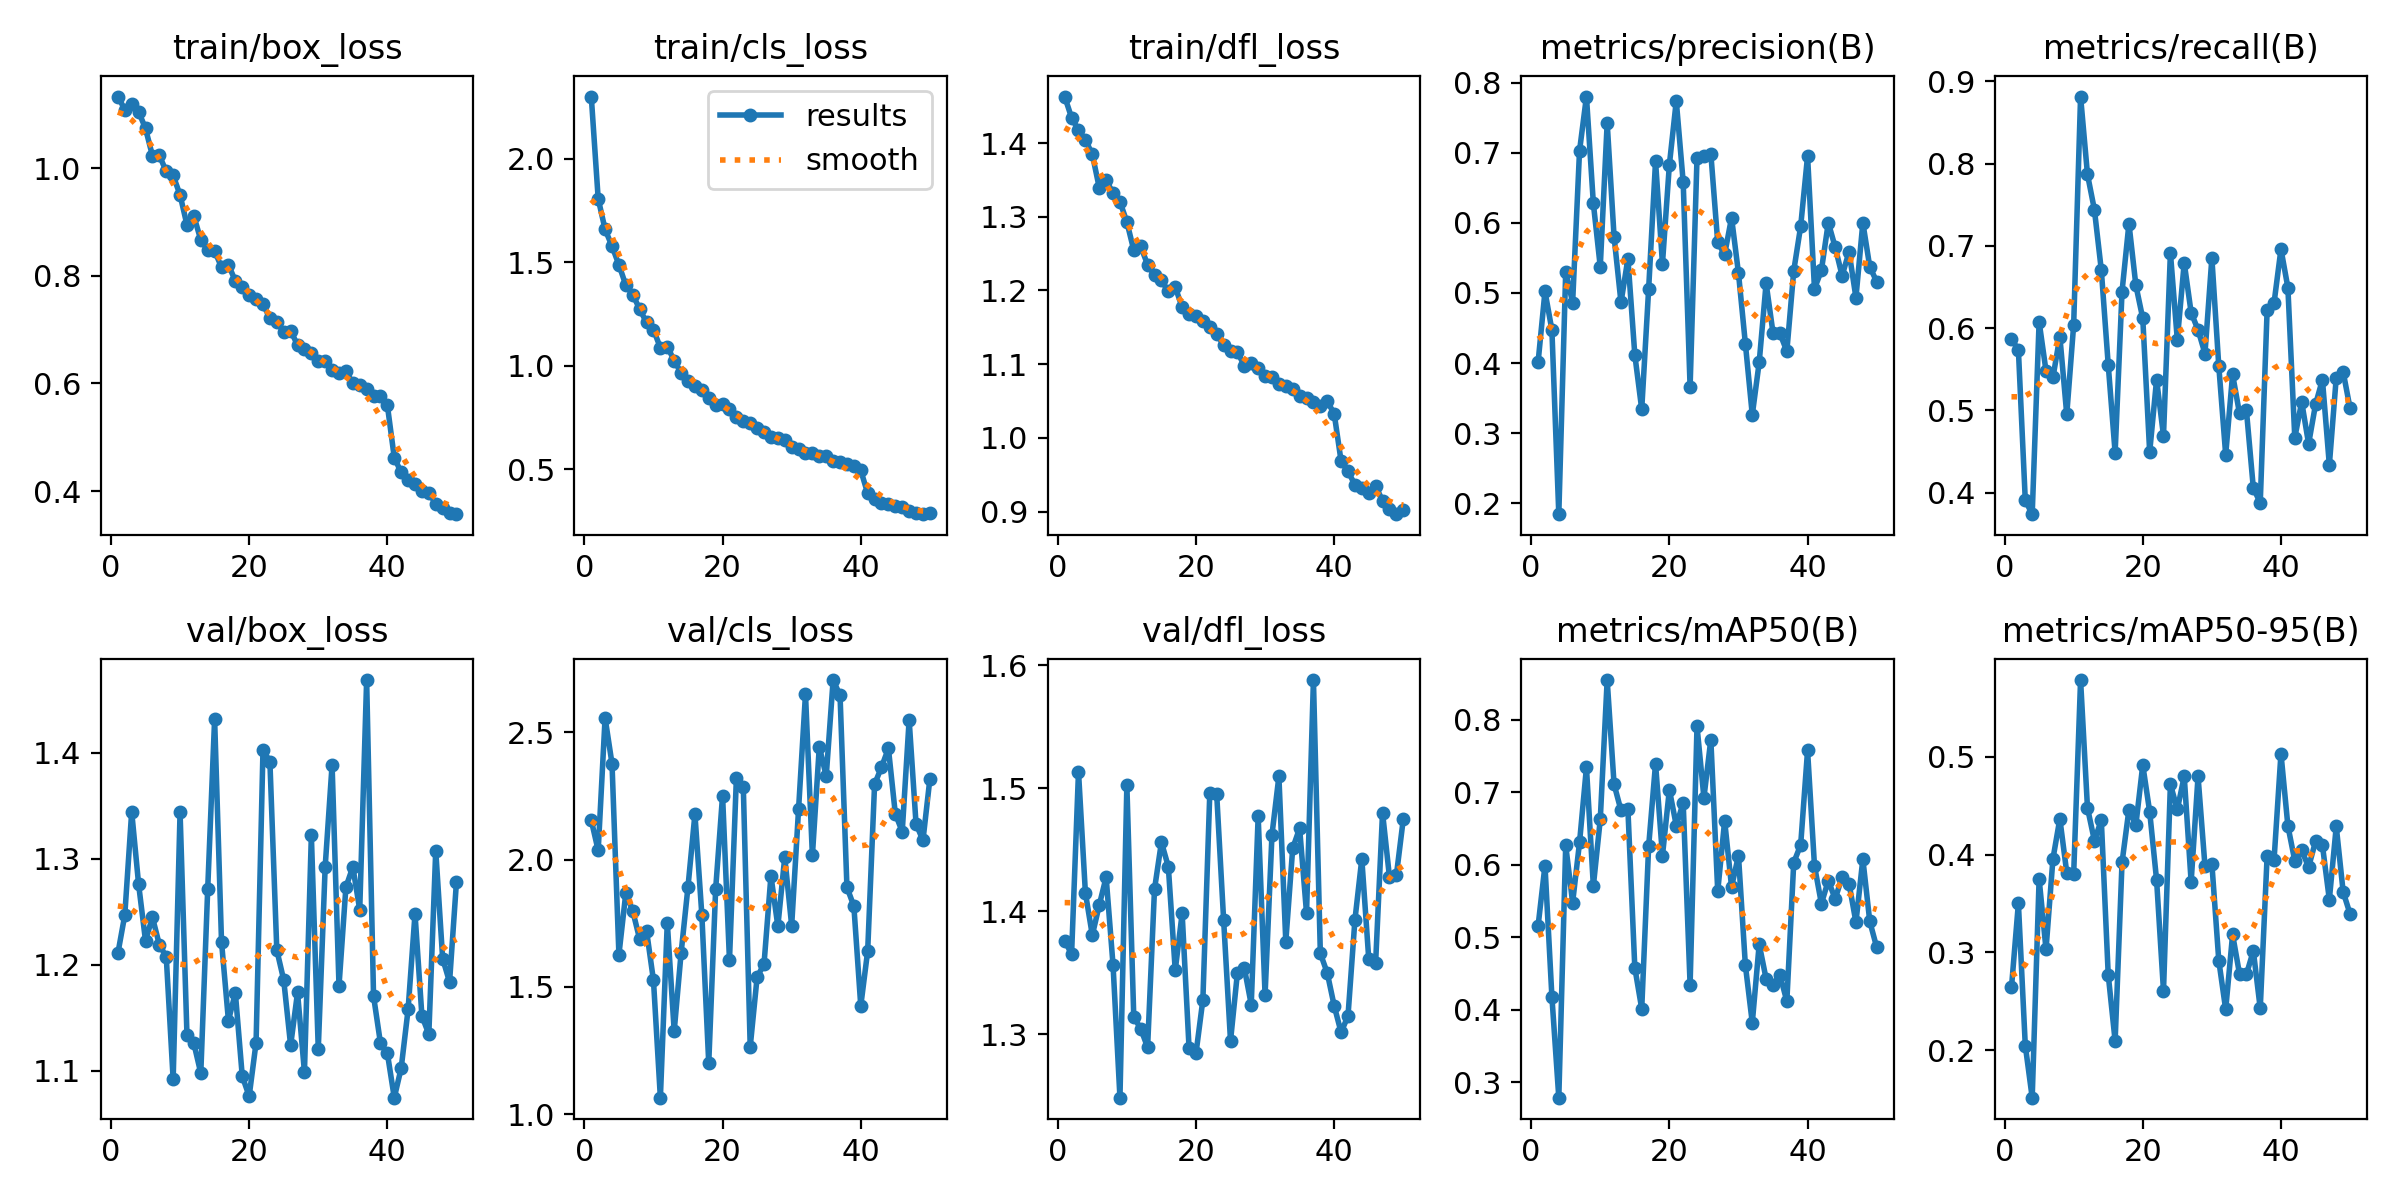 train/box_loss
1.0
0.8
0.6
0.4
0 20 40
train/cls_loss
results
smooth
2.0
1.5
1.0
0.5
0 20 40
train/dfl_loss
1.4
1.3
1.2
1.1
1.0
0.9
0 20 40
metrics/precision(B)
0.8
0.7
0.6
0.5
0.4
0.3
0.2
0 20 40
metrics/recall(B)
0.9
0.8
0.7
0.6
0.5
0.4
0 20 40
val/box_loss
1.4
1.3
1.2
1.1
0 20 40
val/cls_loss
2.5
2.0
1.5
1.0
0 20 40
val/dfl_loss
1.6
1.5
1.4
1.3
0 20 40
metrics/mAP50(B)
0.8
0.7
0.6
0.5
0.4
0.3
0 20 40
metrics/mAP50-95(B)
0.5
0.4
0.3
0.2
0 20 40